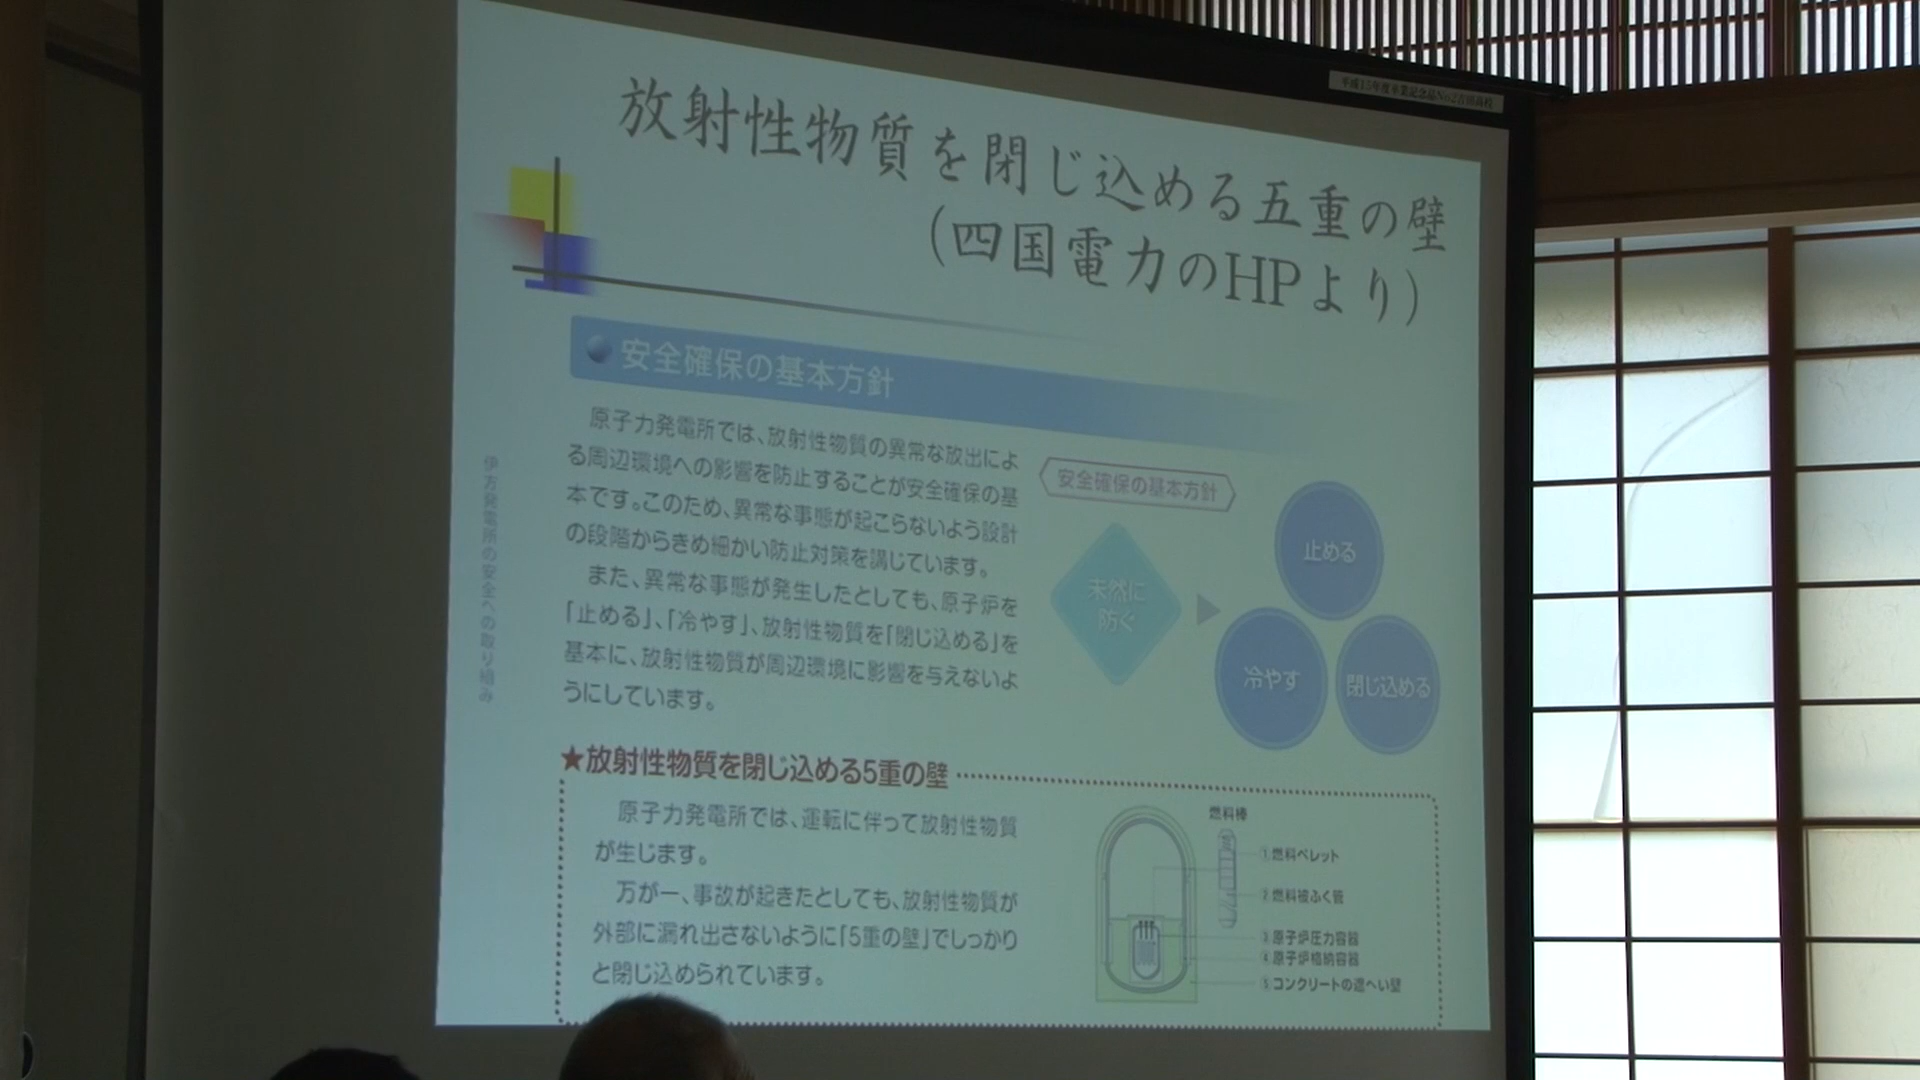 平成15年度卒業記念品No2吉田高校
放射性物質を閉じ込める五重の壁
(四国電力のHPより)
安全確保の基本方針
伊方発電所の安全への取り組み
原子力発電所では、放射性物質の異常な放出によ
る周辺環境への影響を防止することが安全確保の基
本です。このため、異常な事態が起こらないよう設計
の段階からきめ細かい防止対策を講じています。
また、異常な事態が発生したとしても、原子炉を
「止める」、「冷やす」、放射性物質を「閉じ込める」を
基本に、放射性物質が周辺環境に影響を与えないよ
うにしています。
安全確保の基本方針
未然に
防ぐ
止める
冷やす
閉じ込める
★放射性物質を閉じ込める5重の壁
原子力発電所では、運転に伴って放射性物質
が生じます。
万が一、事故が起きたとしても、放射性物質が
外部に漏れ出さないように「5重の壁」でしっかり
と閉じ込められています。
燃料棒
①燃料ペレット
②燃料被ふく管
③原子炉圧力容器
④原子炉格納容器
⑤コンクリートの遮へい壁